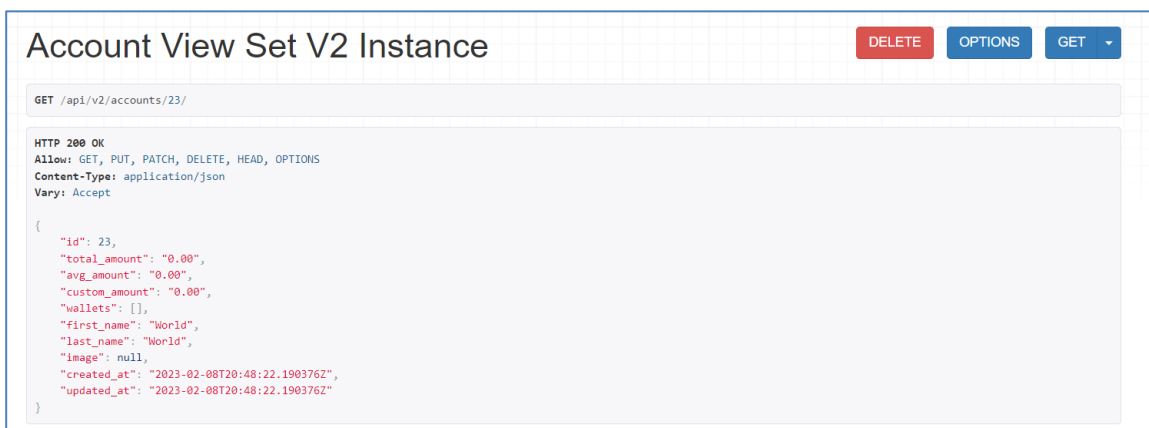 Account View Set V2 Instance
DELETE
OPTIONS
GET
GET /api/v2/accounts/23/
HTTP 200 OK
Allow: GET, PUT, PATCH, DELETE, HEAD, OPTIONS
Content-Type: application/json
Vary: Accept
{
"id": 23,
"total_amount": "0.00",
"avg_amount": "0.00",
"custom_amount": "0.00",
"wallets": [],
"first_name": "World",
"last_name": "World",
"image": null,
"created_at": "2023-02-08T20:48:22.190376Z",
"updated_at": "2023-02-08T20:48:22.190376Z"
}